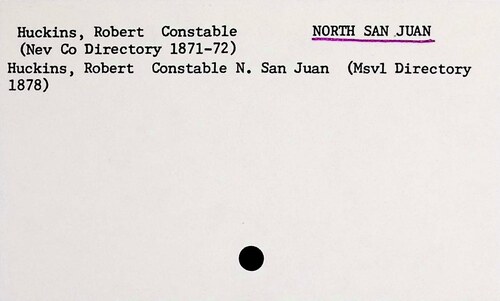 Huckins, Robert Constable NORTH SAN JUAN
(Nev Co Directory 1871-72)
Huckins, Robert Constable N. San Juan (Msvl Directory
1878)